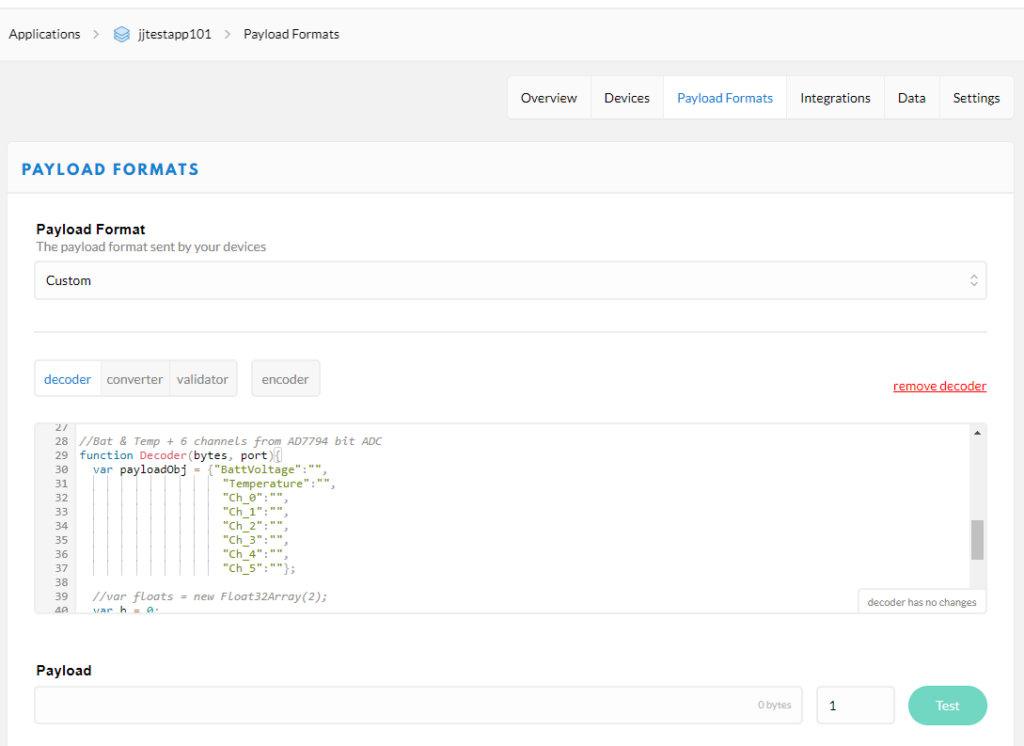 Applications > jjtestapp101 > Payload Formats
Overview Devices Payload Formats Integrations Data Settings
PAYLOAD FORMATS
Payload Format
The payload format sent by your devices
Custom
decoder converter validator encoder
remove decoder
27
28 //Bat & Temp + 6 channels from AD7794 bit ADC
29 function Decoder(bytes, port){
30 var payloadObj = {"BattVoltage":"",
31 "Temperature":"",
32 "Ch_0":"",
33 "Ch_1":"",
34 "Ch_2":"",
35 "Ch_3":"",
36 "Ch_4":"",
37 "Ch_5":""};
38
39 //var floats = new Float32Array(2);
40 var b = 0;
decoder has no changes
Payload
0 bytes 1 Test